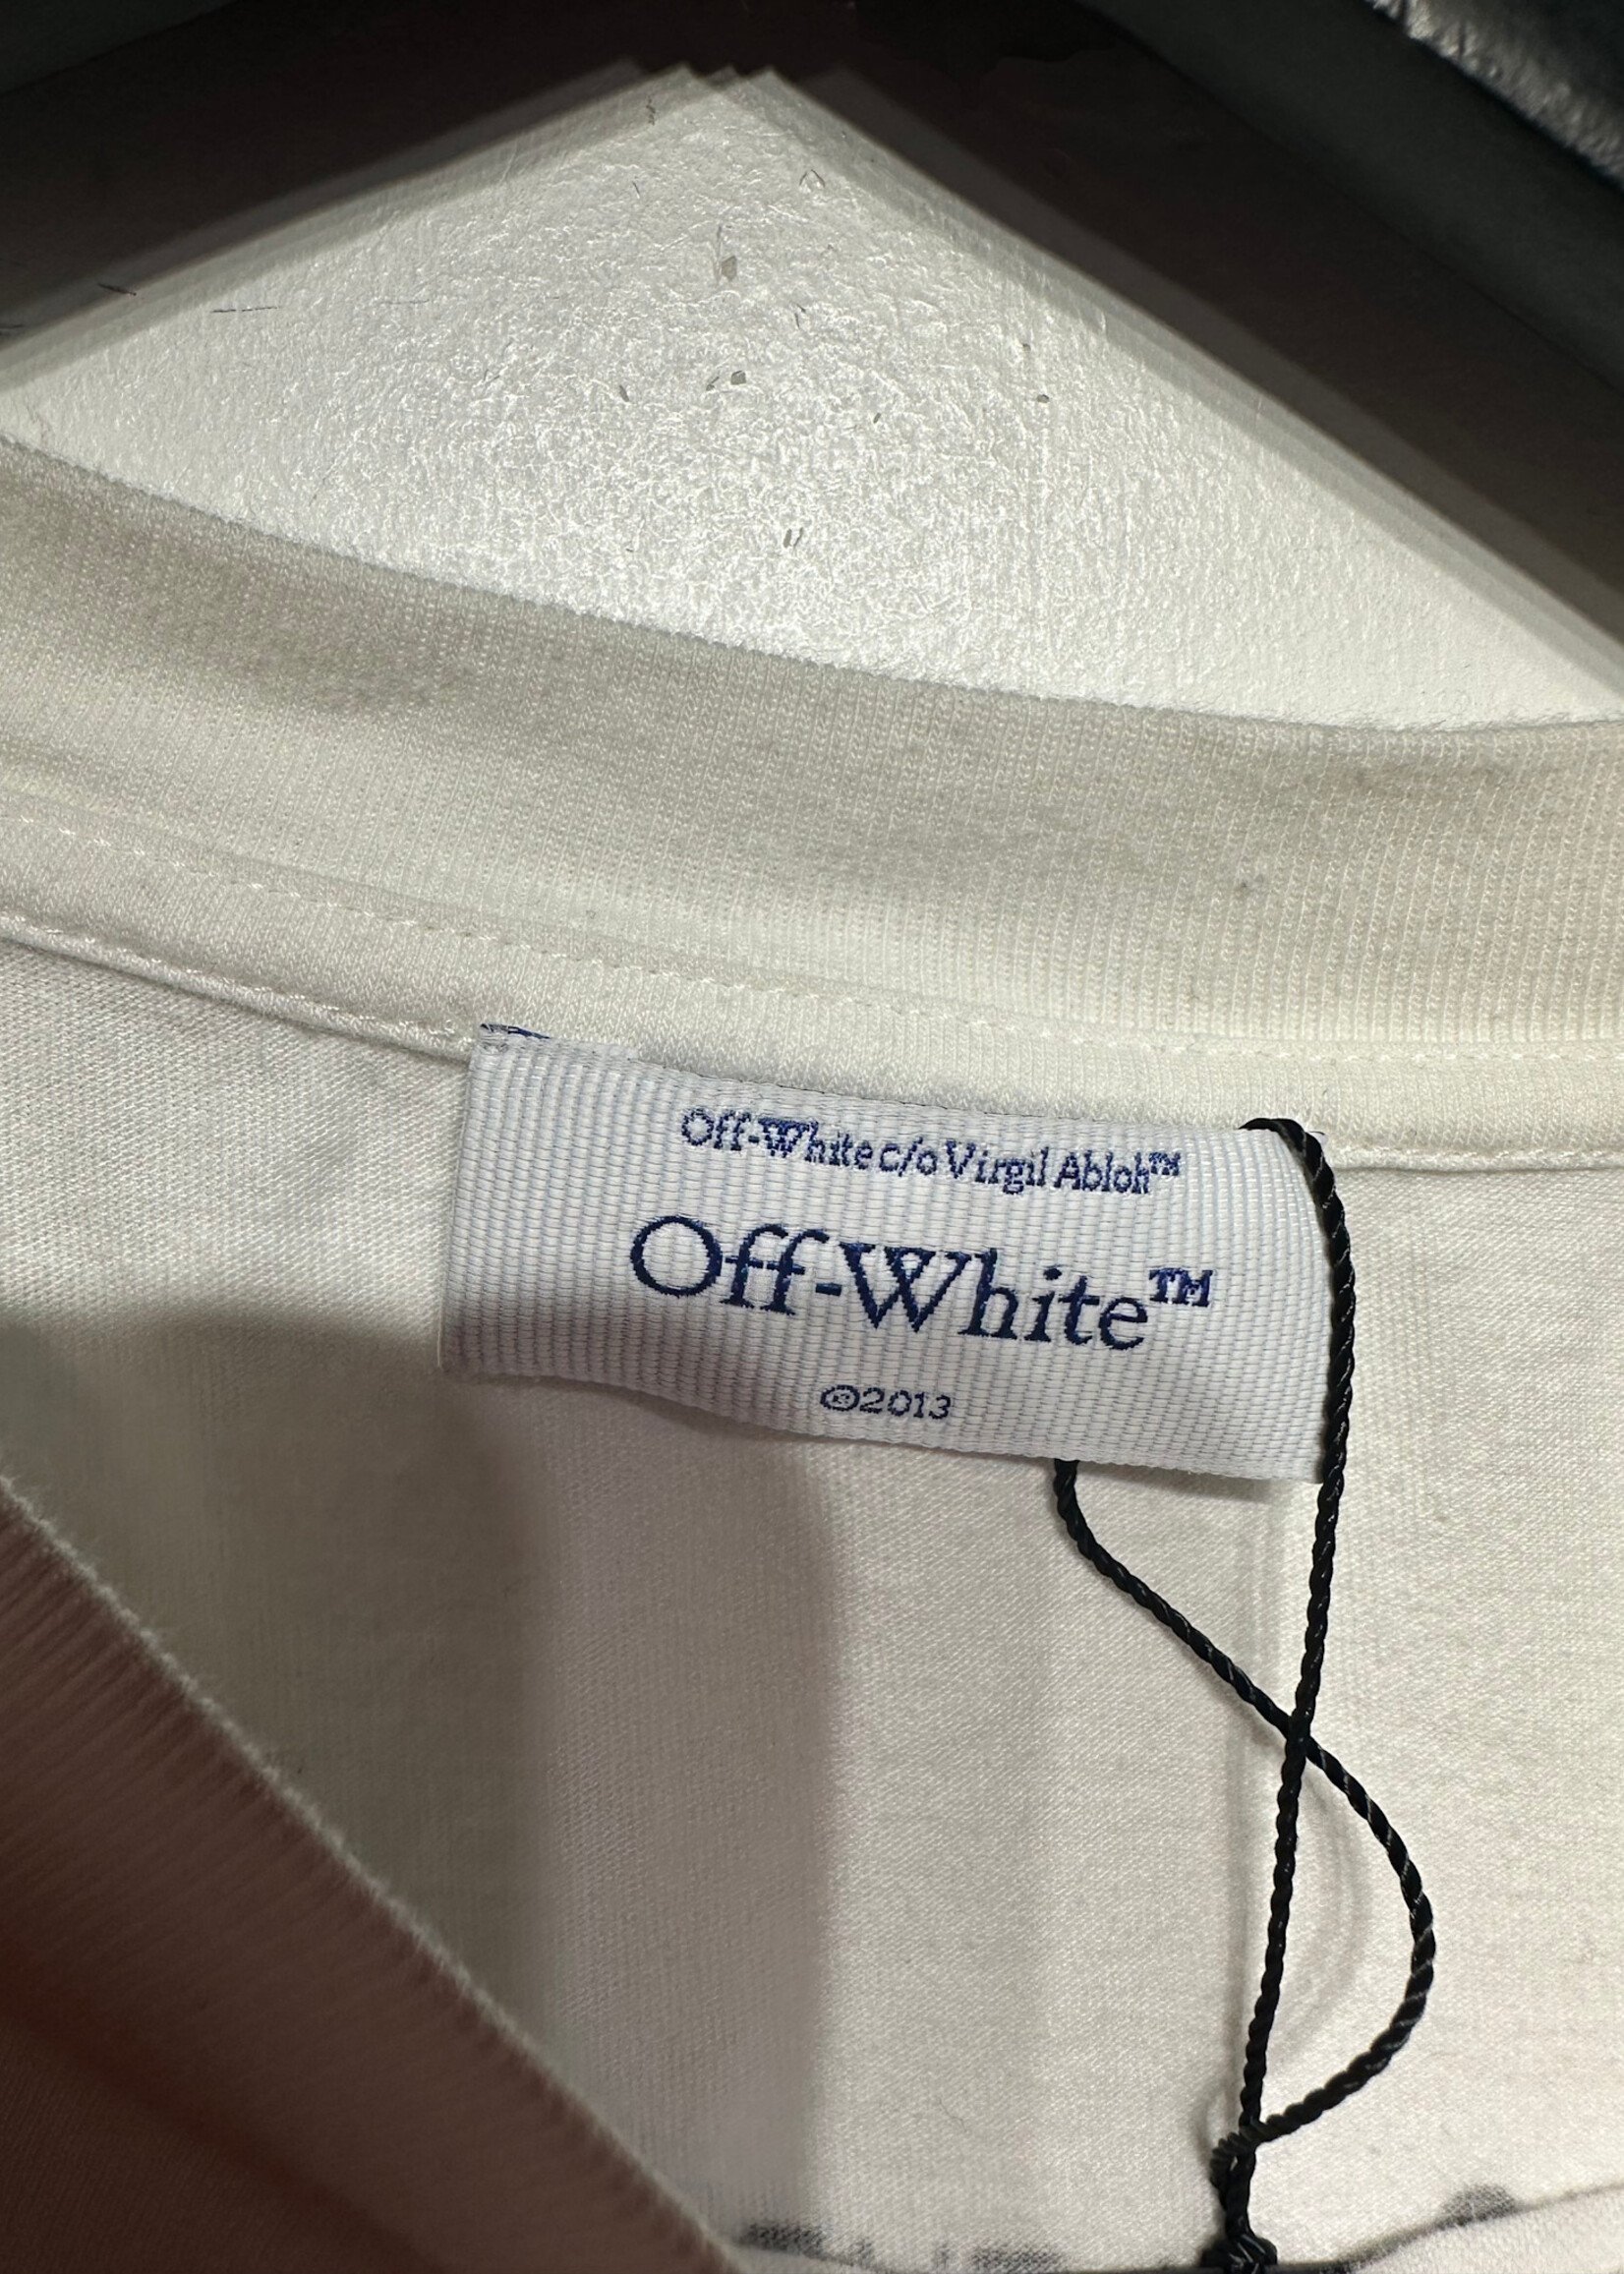 Off-White c/o Virgil Abloh™
Off-White™
©2013